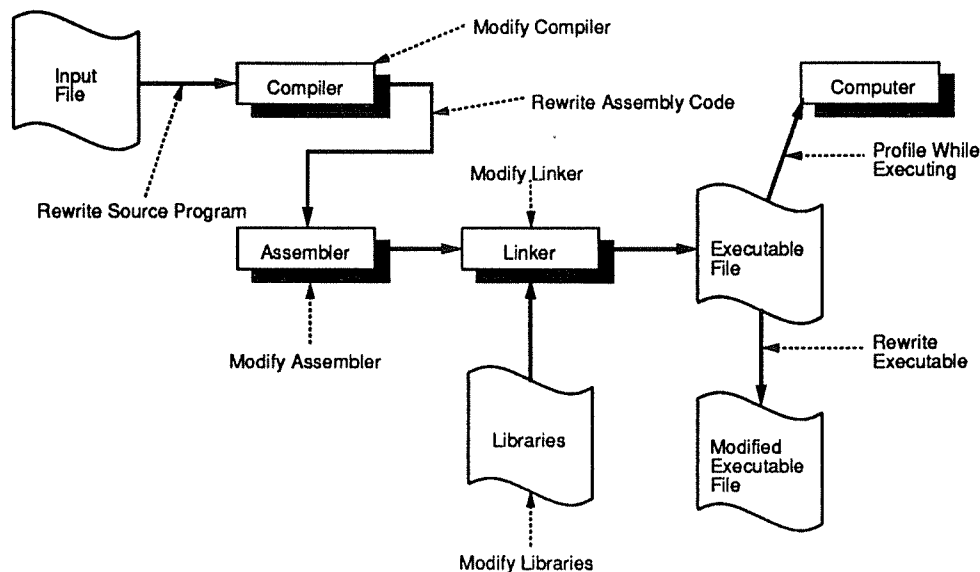 Modify Compiler
Input
File
Compiler
Computer
Rewrite Assembly Code
Profile While
Executing
Modify Linker
Rewrite Source Program
Assembler
Linker
Executable
File
Modify Assembler
Rewrite
Executable
Libraries
Modified
Executable
File
Modify Libraries